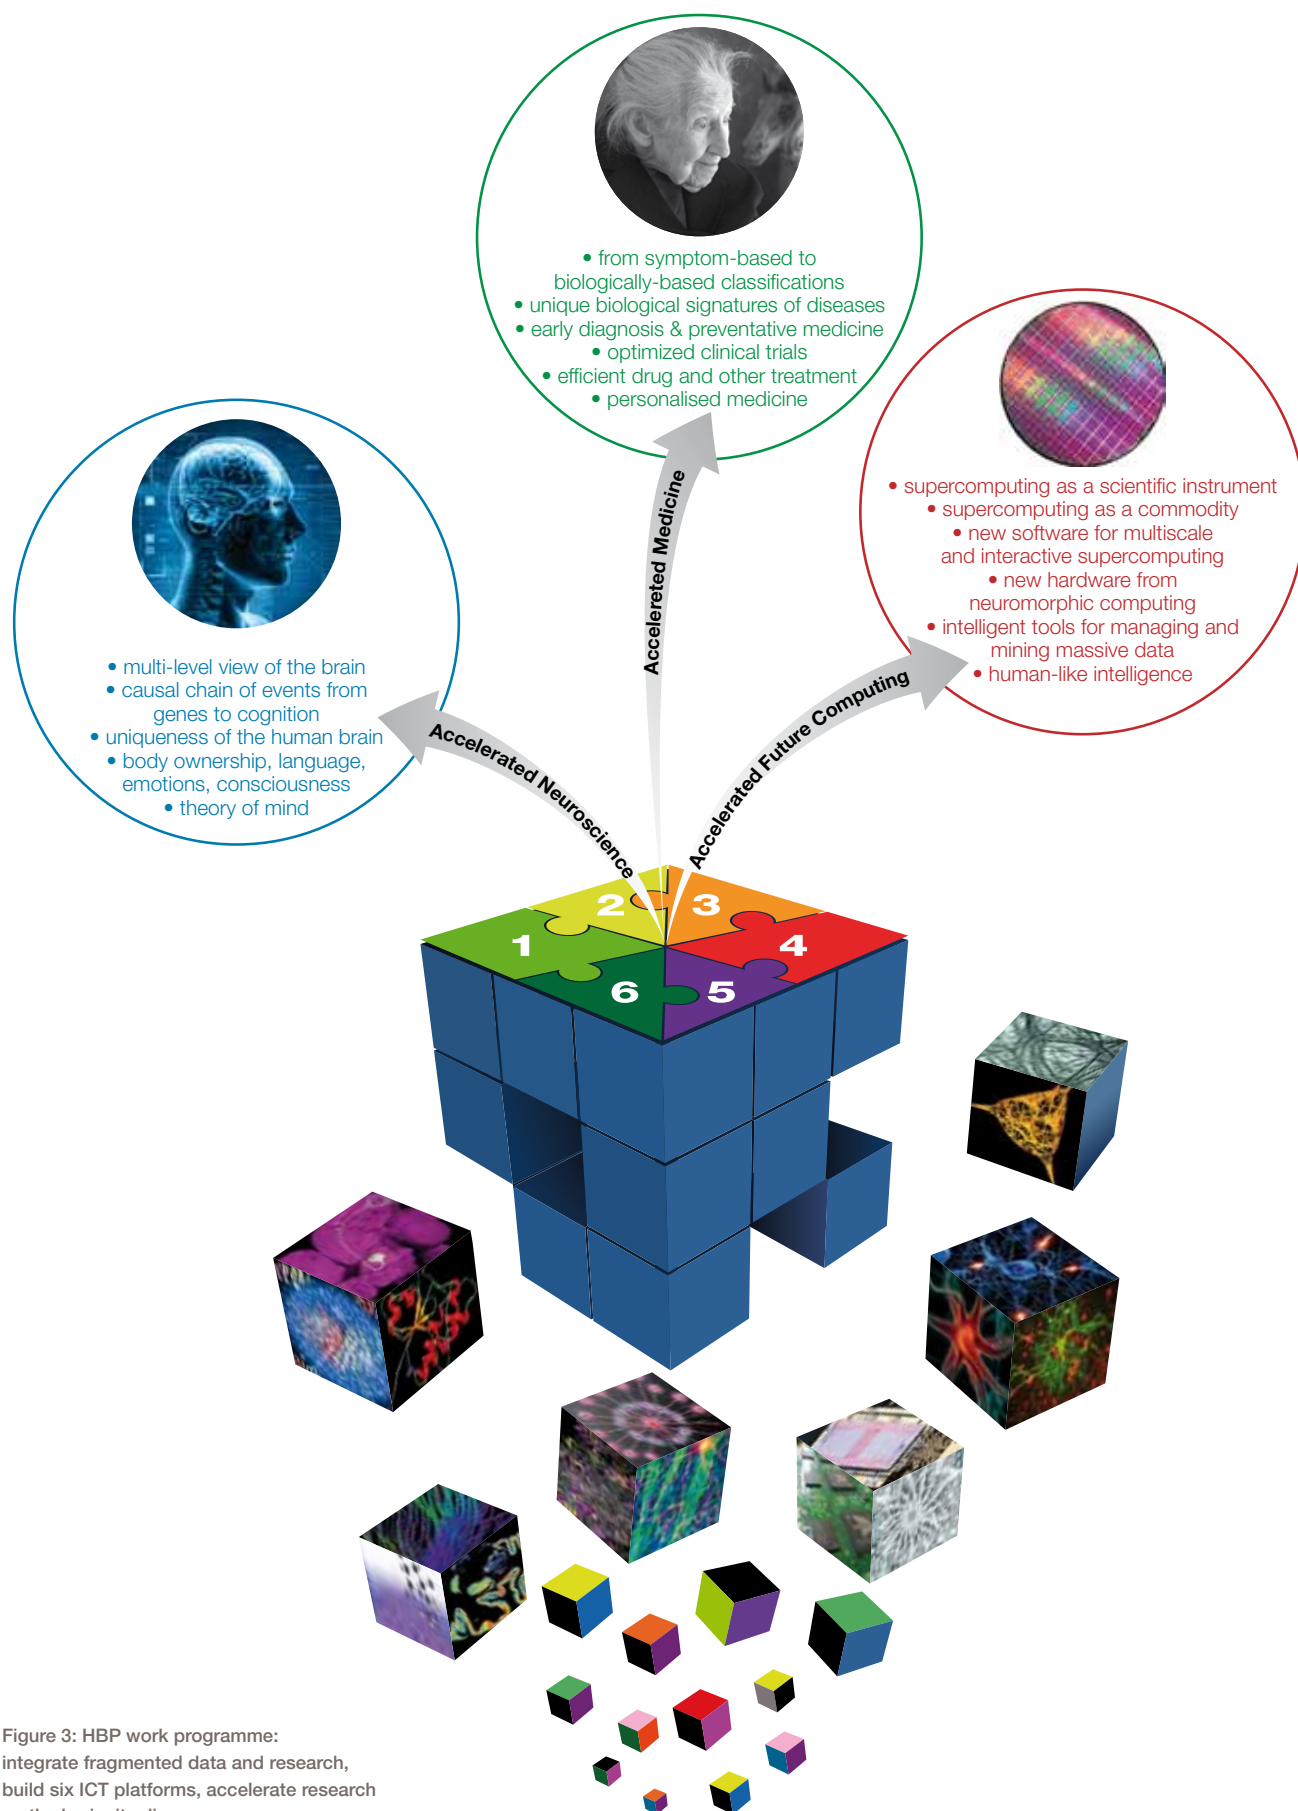 • from symptom-based to
biologically-based classifications
• unique biological signatures of diseases
• early diagnosis & preventative medicine
• optimized clinical trials
• efficient drug and other treatment
• personalised medicine
• supercomputing as a scientific instrument
• supercomputing as a commodity
• new software for multiscale
and interactive supercomputing
• new hardware from
neuromorphic computing
• intelligent tools for managing and
mining massive data
• human-like intelligence
• multi-level view of the brain
• causal chain of events from
genes to cognition
• uniqueness of the human brain
• body ownership, language,
emotions, consciousness
• theory of mind
Accelerated Neuroscience
Accelereted Medicine
Accelerated Future Computing
1
2
3
4
5
6
Figure 3: HBP work programme:
integrate fragmented data and research,
build six ICT platforms, accelerate research